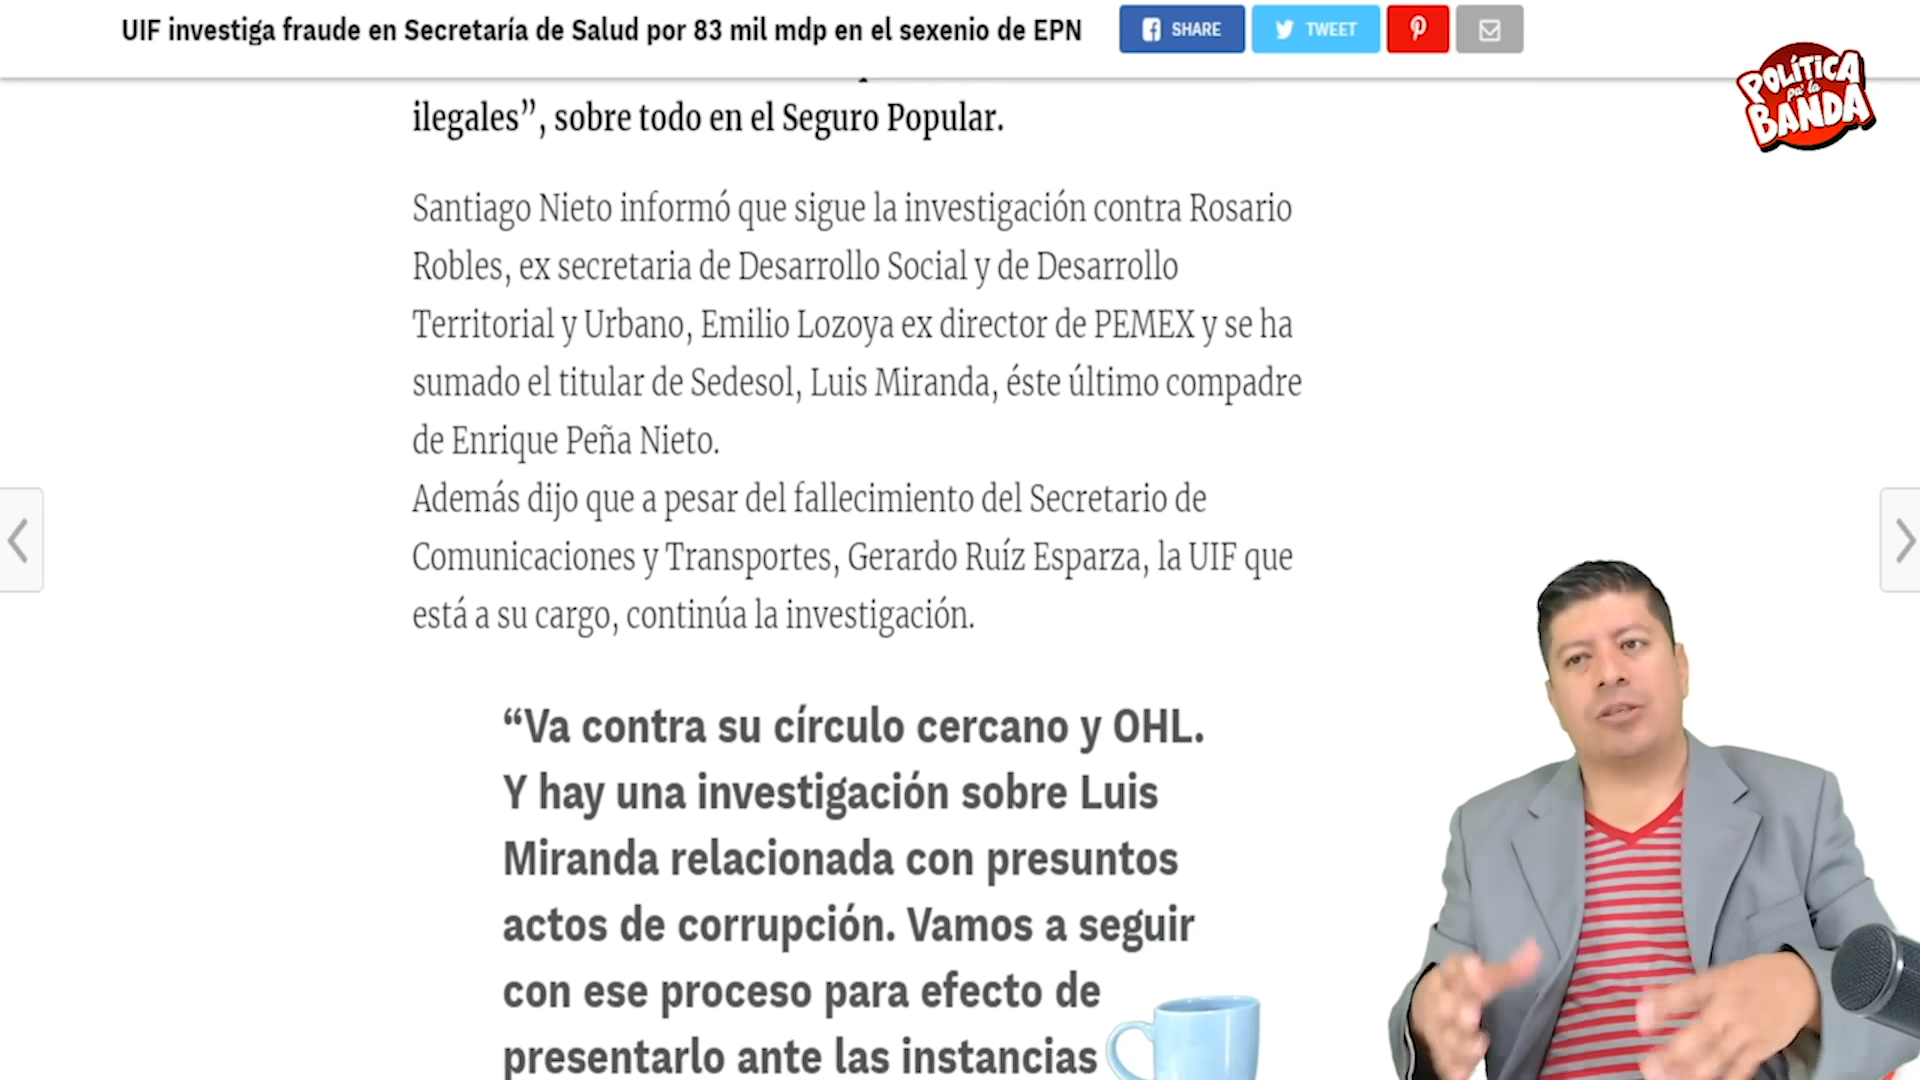 UIF investiga fraude en Secretaría de Salud por 83 mil mdp en el sexenio de EPN
SHARE
TWEET
POLÍTICA
pa' la
BANDA
ilegales”, sobre todo en el Seguro Popular.
Santiago Nieto informó que sigue la investigación contra Rosario
Robles, ex secretaria de Desarrollo Social y de Desarrollo
Territorial y Urbano, Emilio Lozoya ex director de PEMEX y se ha
sumado el titular de Sedesol, Luis Miranda, éste último compadre
de Enrique Peña Nieto.
Además dijo que a pesar del fallecimiento del Secretario de
Comunicaciones y Transportes, Gerardo Ruíz Esparza, la UIF que
está a su cargo, continúa la investigación.
“Va contra su círculo cercano y OHL.
Y hay una investigación sobre Luis
Miranda relacionada con presuntos
actos de corrupción. Vamos a seguir
con ese proceso para efecto de
presentarlo ante las instancias